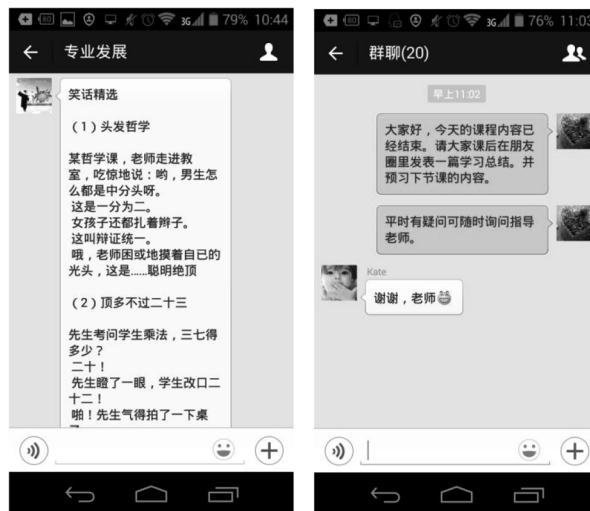 3G 79% 10:44
专业发展
笑话精选
（1）头发哲学
某哲学课，老师走进教
室，吃惊地说：哟，男生怎
么都是中分头呀。
这是一分为二。
女孩子还都扎着辫子。
这叫辩证统一。
哦，老师困或地摸着自已的
光头，这是......聪明绝顶
（2）顶多不过二十三
先生考问学生乘法，三七得
多少？
二十！
先生瞪了一眼，学生改口二
十二！
啪！先生气得拍了一下桌
3G 76% 11:03
群聊(20)
早上11:02
大家好，今天的课程内容已
经结束。请大家课后在朋友
圈里发表一篇学习总结。并
预习下节课的内容。
平时有疑问可随时询问指导
老师。
Kate
谢谢，老师